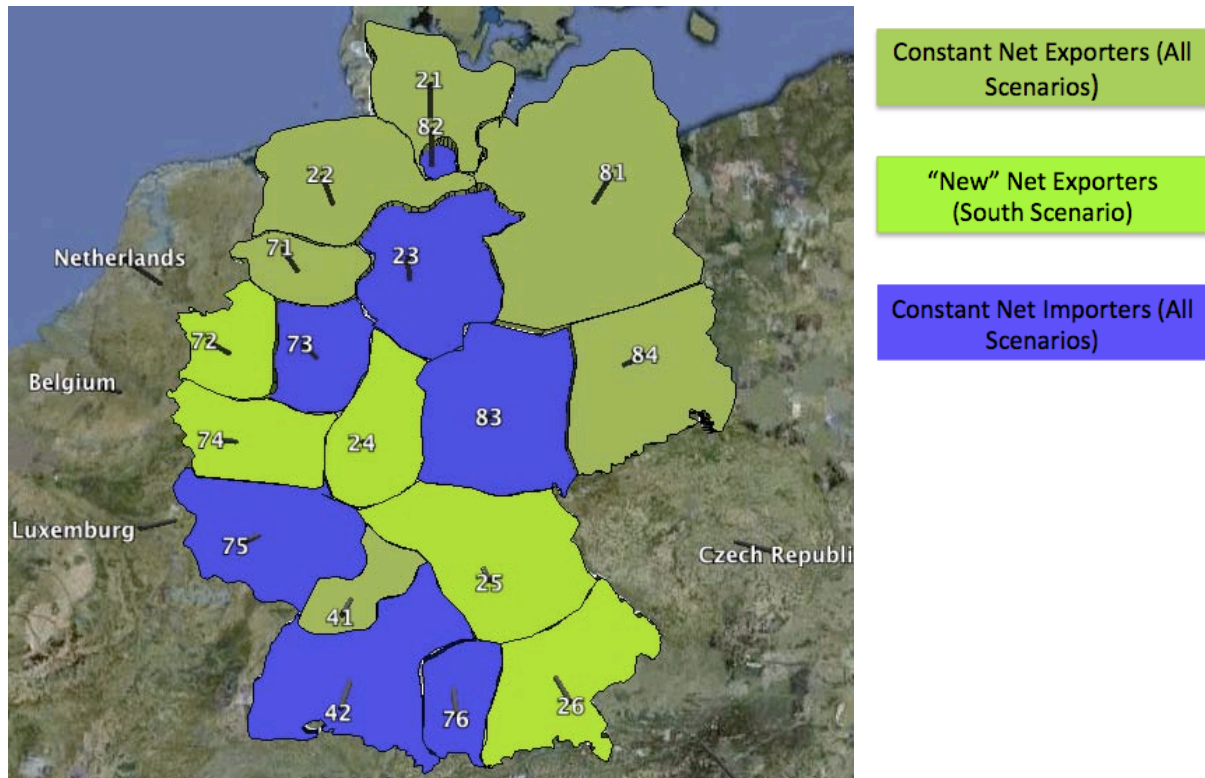 21
82
22
81
71
23
Netherlands
72
73
84
Belgium
74
24
83
Luxemburg
75
25
Czech Republi
41
42
76
26
Constant Net Exporters (All
Scenarios)
“New” Net Exporters
(South Scenario)
Constant Net Importers (All
Scenarios)